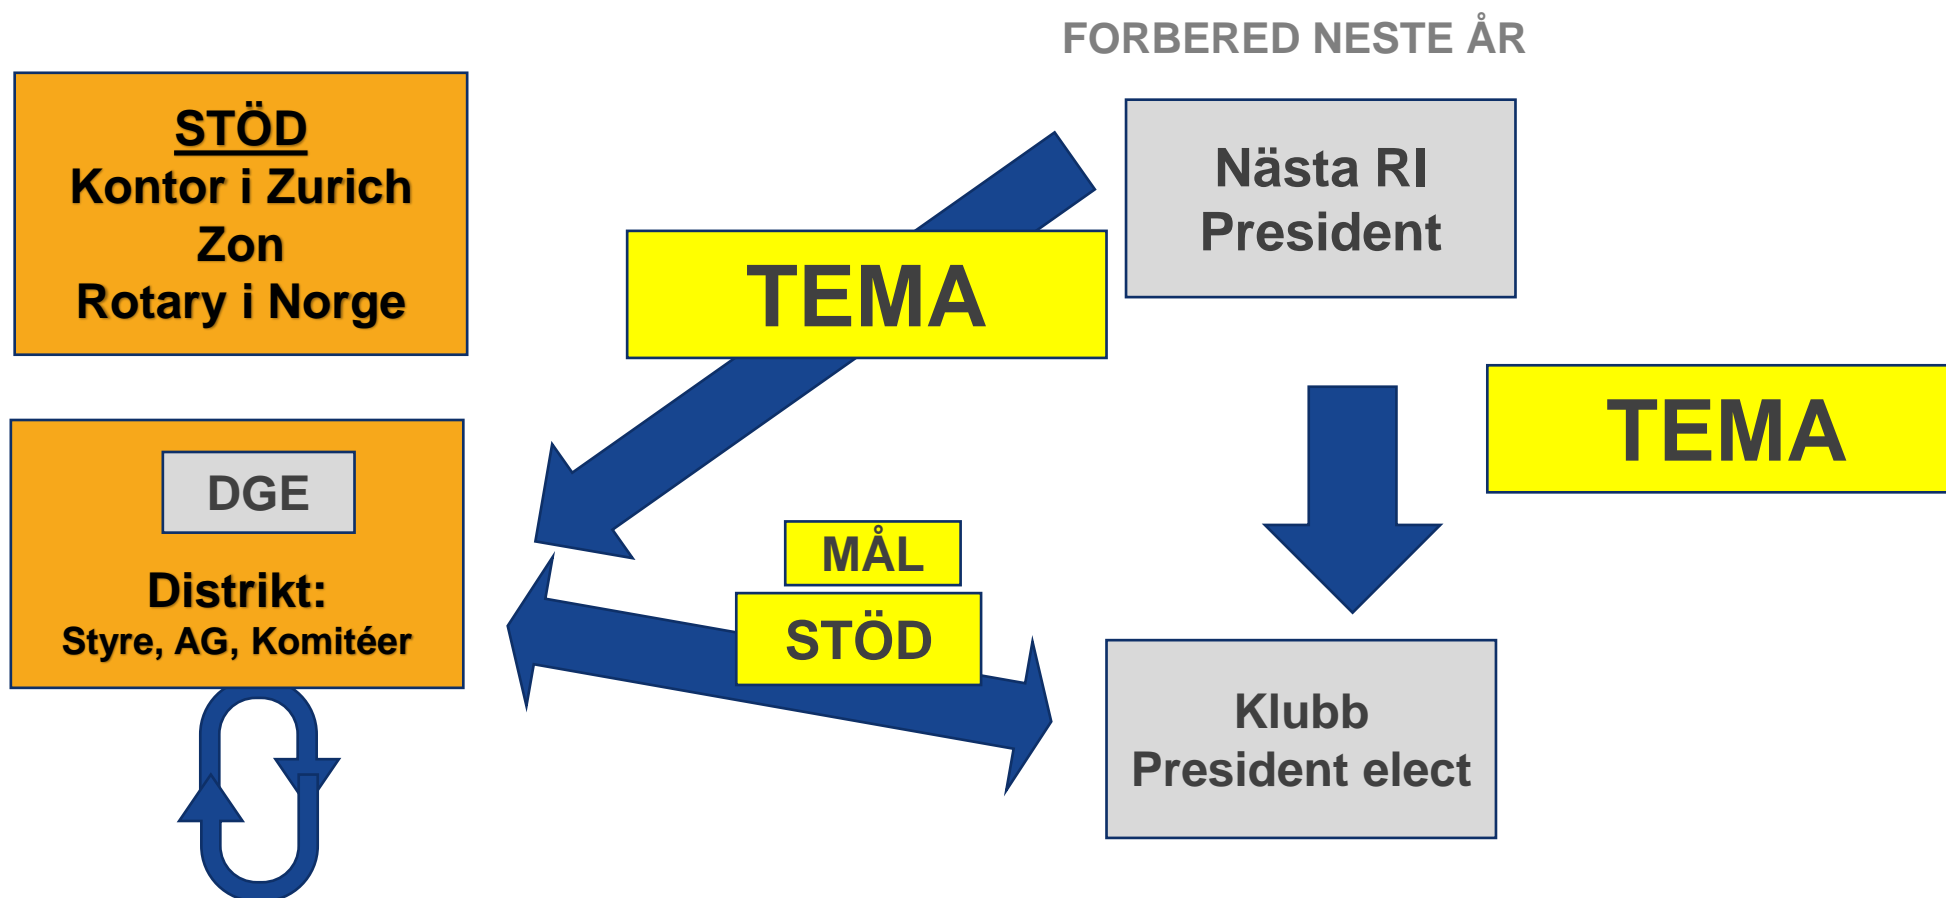 FORBERED NESTE ÅR
STÖD
Kontor i Zurich
Zon
Rotary i Norge
Nästa RI
President
TEMA
TEMA
DGE
Distrikt:
Styre, AG, Komitéer
MÅL
STÖD
Klubb
President elect